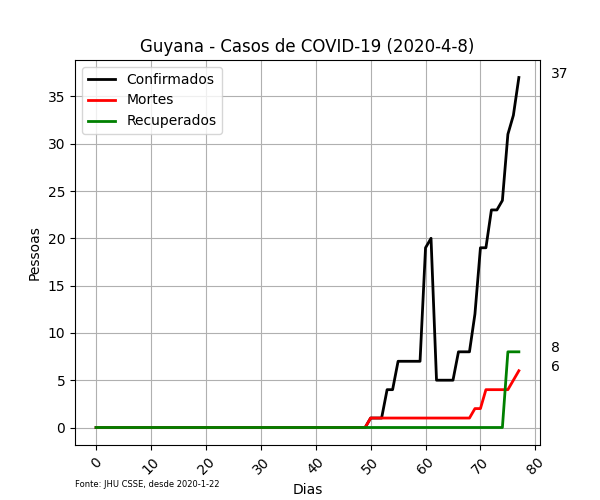 Guyana - Casos de COVID-19 (2020-4-8)
Confirmados
Mortes
Recuperados
37
8
6
35
30
25
20
15
10
5
0
Pessoas
0 10 20 30 40 50 60 70 80
Dias
Fonte: JHU CSSE, desde 2020-1-22